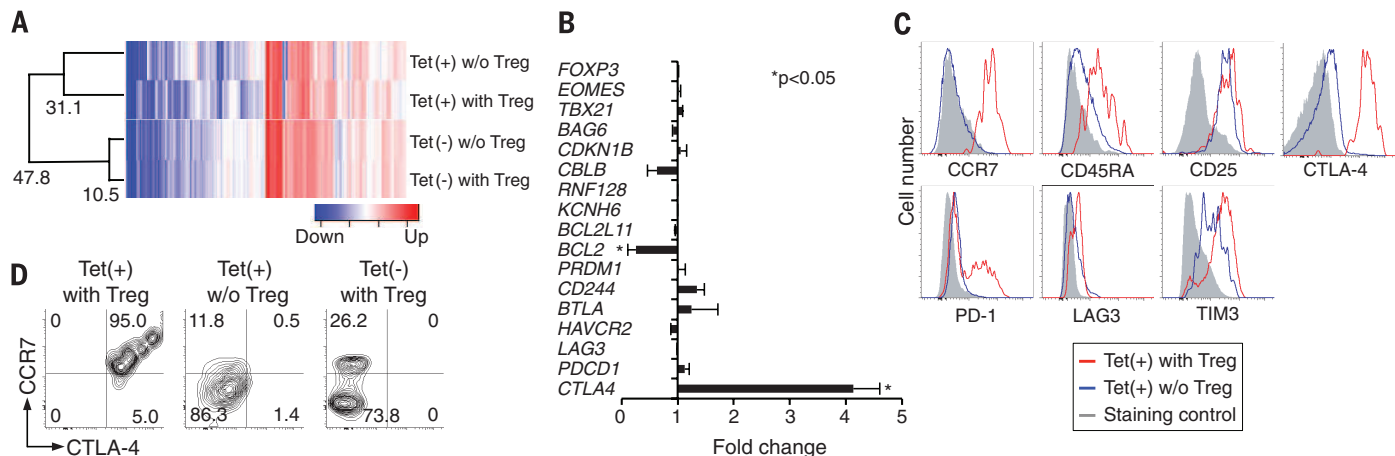 A
Tet(+) w/o Treg
Tet(+) with Treg
Tet(-) w/o Treg
Tet(-) with Treg
31.1
47.8
10.5
Down
Up
B
*p<0.05
FOXP3
EOMES
TBX21
BAG6
CDKN1B
CBLB
RNF128
KCNH6
BCL2L11
BCL2 *
PRDM1
CD244
BTLA
HAVCR2
LAG3
PDCD1
CTLA4 *
0 1 2 3 4 5
Fold change
C
Cell number
CCR7 CD45RA CD25 CTLA-4
PD-1 LAG3 TIM3
Tet(+) with Treg
Tet(+) w/o Treg
Staining control
D
Tet(+) with Treg
Tet(+) w/o Treg
Tet(-) with Treg
0 95.0
0 5.0
11.8 0.5
86.3 1.4
26.2 0
73.8 0
CCR7
CTLA-4